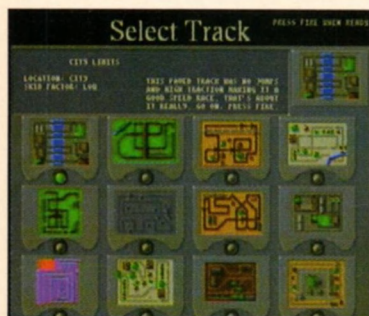 Select Track
PRESS FIRE WHEN READY
CITY LIMITS
LOCATION: CITY
SKID FACTOR: LOW
THIS PAVED TRACK HAS NO JUMPS
AND HIGH TRACTION MAKING IT A
GOOD SPEED RACE. THAT'S ABOUT
IT REALLY. GO ON, PRESS FIRE.